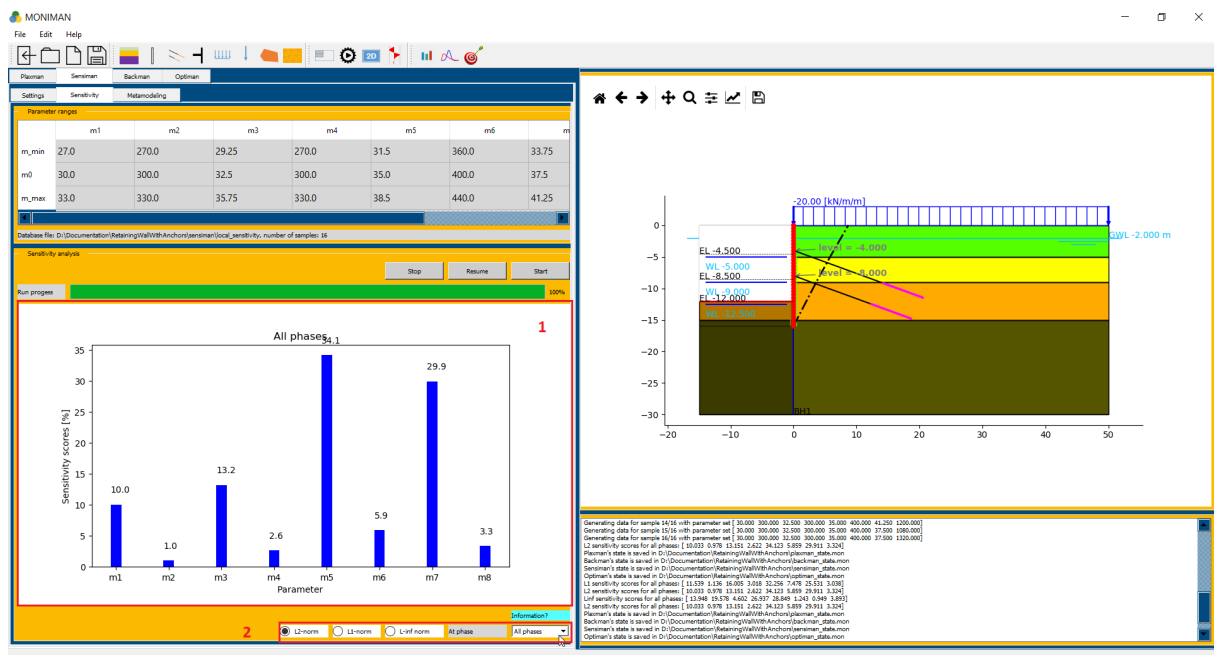 MONIMAN
File Edit Help
2D
Plaxman Sensiman Backman Optiman
Settings Sensitivity Metamodeling
Parameter ranges
m1 m2 m3 m4 m5 m6 m
m_min 27.0 270.0 29.25 270.0 31.5 360.0 33.75
m0 30.0 300.0 32.5 300.0 35.0 400.0 37.5
m_max 33.0 330.0 35.75 330.0 38.5 440.0 41.25
Database file: D:\Documentation\RetainingWallWithAnchors\sensiman\local_sensitivity, number of samples: 16
Sensitivity analysis
Stop Resume Start
Run progess 100%
1
All phases
Sensitivity scores [%]
35
30
25
20
15
10
5
0
10.0
1.0
13.2
2.6
34.1
5.9
29.9
3.3
m1 m2 m3 m4 m5 m6 m7 m8
Parameter
Information?
2
L2-norm L1-norm L-inf norm At phase All phases
-20.00 [kN/m/m]
GWL -2.000 m
EL -4.500
level = -4.000
WL -5.000
EL -8.500
level = -8.000
WL -9.000
EL -12.000
WL -12.500
BH1
0
−5
−10
−15
−20
−25
−30
−20 −10 0 10 20 30 40 50
Generating data for sample 14/16 with parameter set [ 30.000 300.000 32.500 300.000 35.000 400.000 41.250 1200.000]
Generating data for sample 15/16 with parameter set [ 30.000 300.000 32.500 300.000 35.000 400.000 37.500 1080.000]
Generating data for sample 16/16 with parameter set [ 30.000 300.000 32.500 300.000 35.000 400.000 37.500 1320.000]
L2 sensitivity scores for all phases: [ 10.033 0.978 13.151 2.622 34.123 5.859 29.911 3.324]
Plaxman's state is saved in D:\Documentation\RetainingWallWithAnchors\plaxman_state.mon
Backman's state is saved in D:\Documentation\RetainingWallWithAnchors\backman_state.mon
Sensiman's state is saved in D:\Documentation\RetainingWallWithAnchors\sensiman_state.mon
Optiman's state is saved in D:\Documentation\RetainingWallWithAnchors\optiman_state.mon
L1 sensitivity scores for all phases: [ 11.539 1.136 16.005 3.018 32.256 7.478 25.531 3.038]
L2 sensitivity scores for all phases: [ 10.033 0.978 13.151 2.622 34.123 5.859 29.911 3.324]
Linf sensitivity scores for all phases: [ 13.948 19.578 4.602 26.937 28.849 1.243 0.949 3.893]
L2 sensitivity scores for all phases: [ 10.033 0.978 13.151 2.622 34.123 5.859 29.911 3.324]
Plaxman's state is saved in D:\Documentation\RetainingWallWithAnchors\plaxman_state.mon
Backman's state is saved in D:\Documentation\RetainingWallWithAnchors\backman_state.mon
Sensiman's state is saved in D:\Documentation\RetainingWallWithAnchors\sensiman_state.mon
Optiman's state is saved in D:\Documentation\RetainingWallWithAnchors\optiman_state.mon